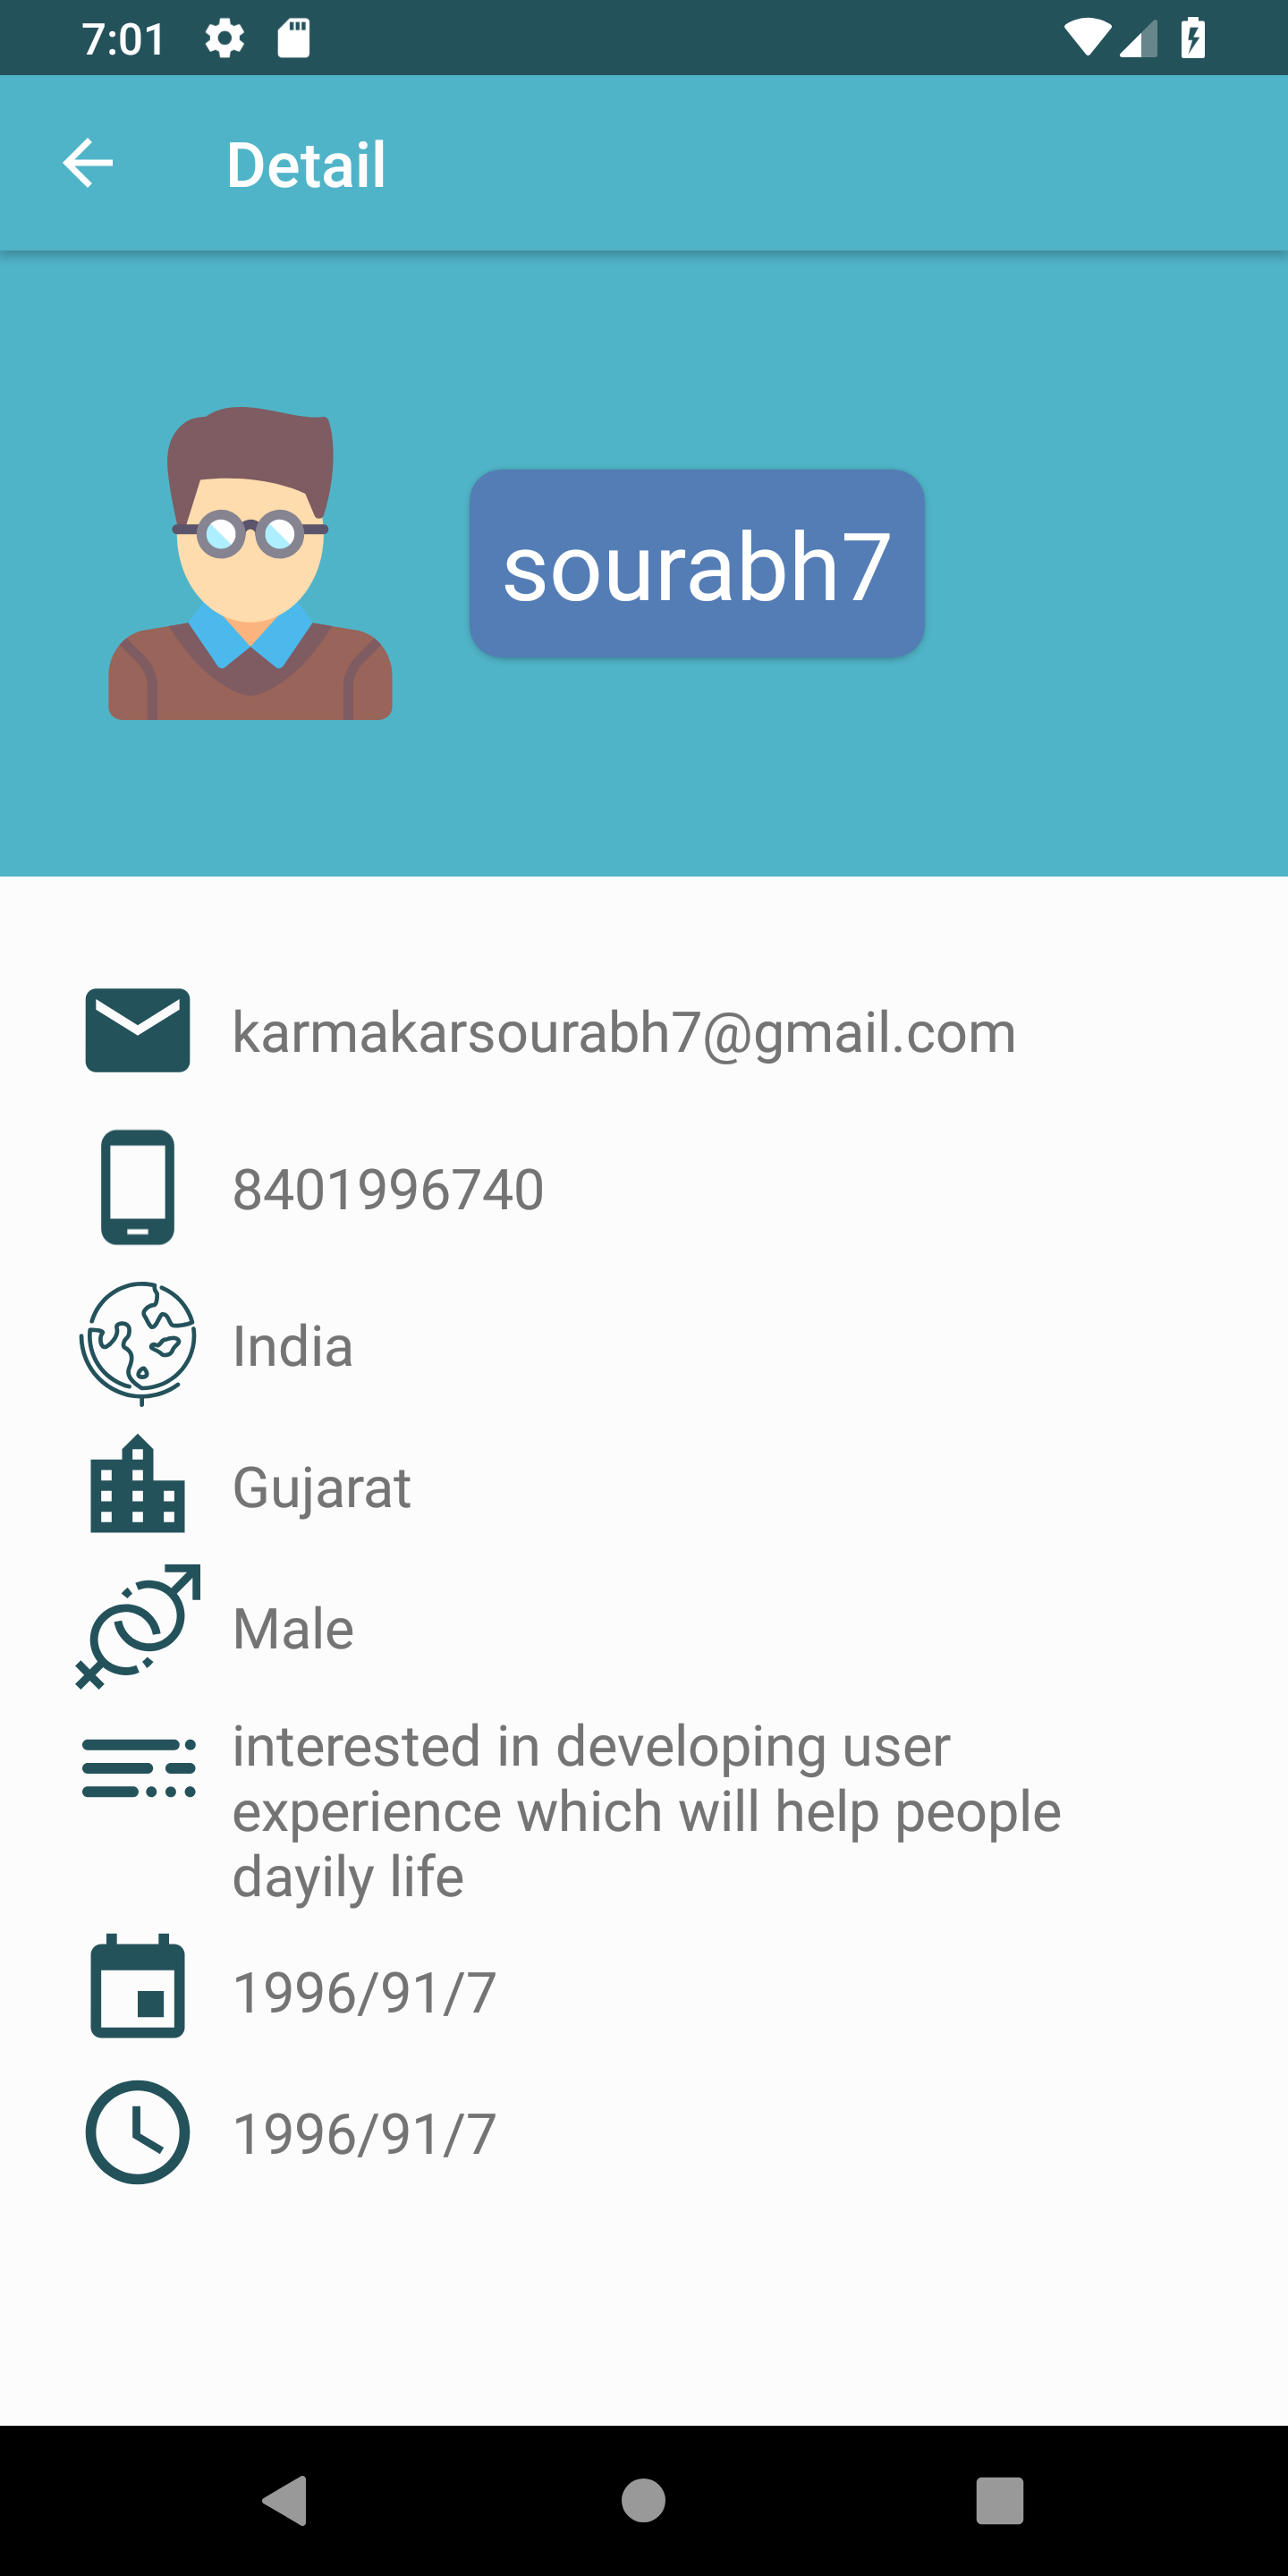 7:01
Detail
sourabh7
karmakarsourabh7@gmail.com
8401996740
India
Gujarat
Male
interested in developing user
experience which will help people
dayily life
1996/91/7
1996/91/7